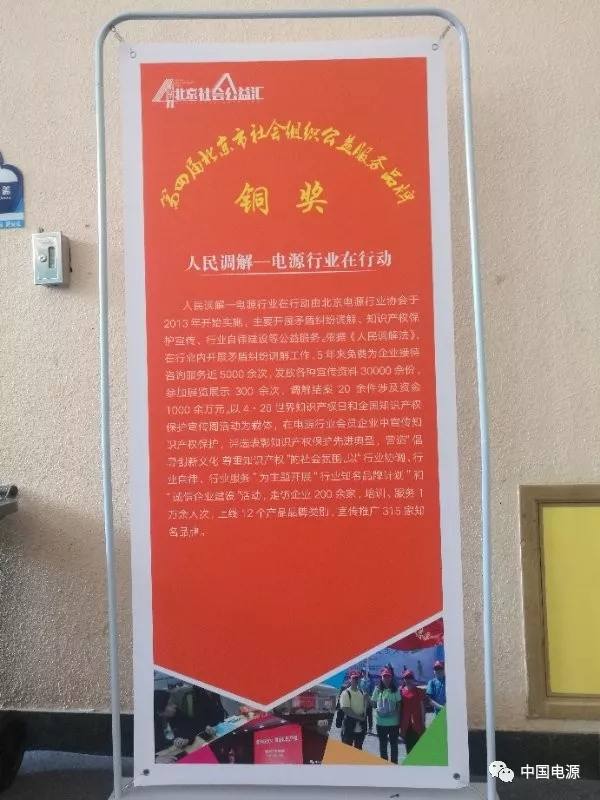 北京社会公益汇
第四届北京市社会组织公益服务品牌
铜奖
人民调解—电源行业在行动
人民调解—电源行业在行动由北京电源行业协会于
2013年开始实施，主要开展矛盾纠纷调解、知识产权保
护宣传、行业自律建设等公益服务。依据《人民调解法》，
在行业内开展矛盾纠纷调解工作，5年来免费为企业提供
咨询服务近5000余次，发放各种宣传资料30000余份，
参加展览展示300余次，调解结案20余件涉及资金
1000余万元。以4·26世界知识产权日和全国知识产权
保护宣传周活动为载体，在电源行业会员企业中宣传知
识产权保护，评选表彰知识产权保护先进典型，营造“倡
导创新文化 尊重知识产权”的社会氛围。以“行业协调，行
业自律、行业服务”为主题开展“行业知名品牌计划”和
“诚信企业建设”活动，走访企业200余家，培训、服务1
万余人次，上线12个产品品牌类别，宣传推广315家知
名品牌。
中国电源